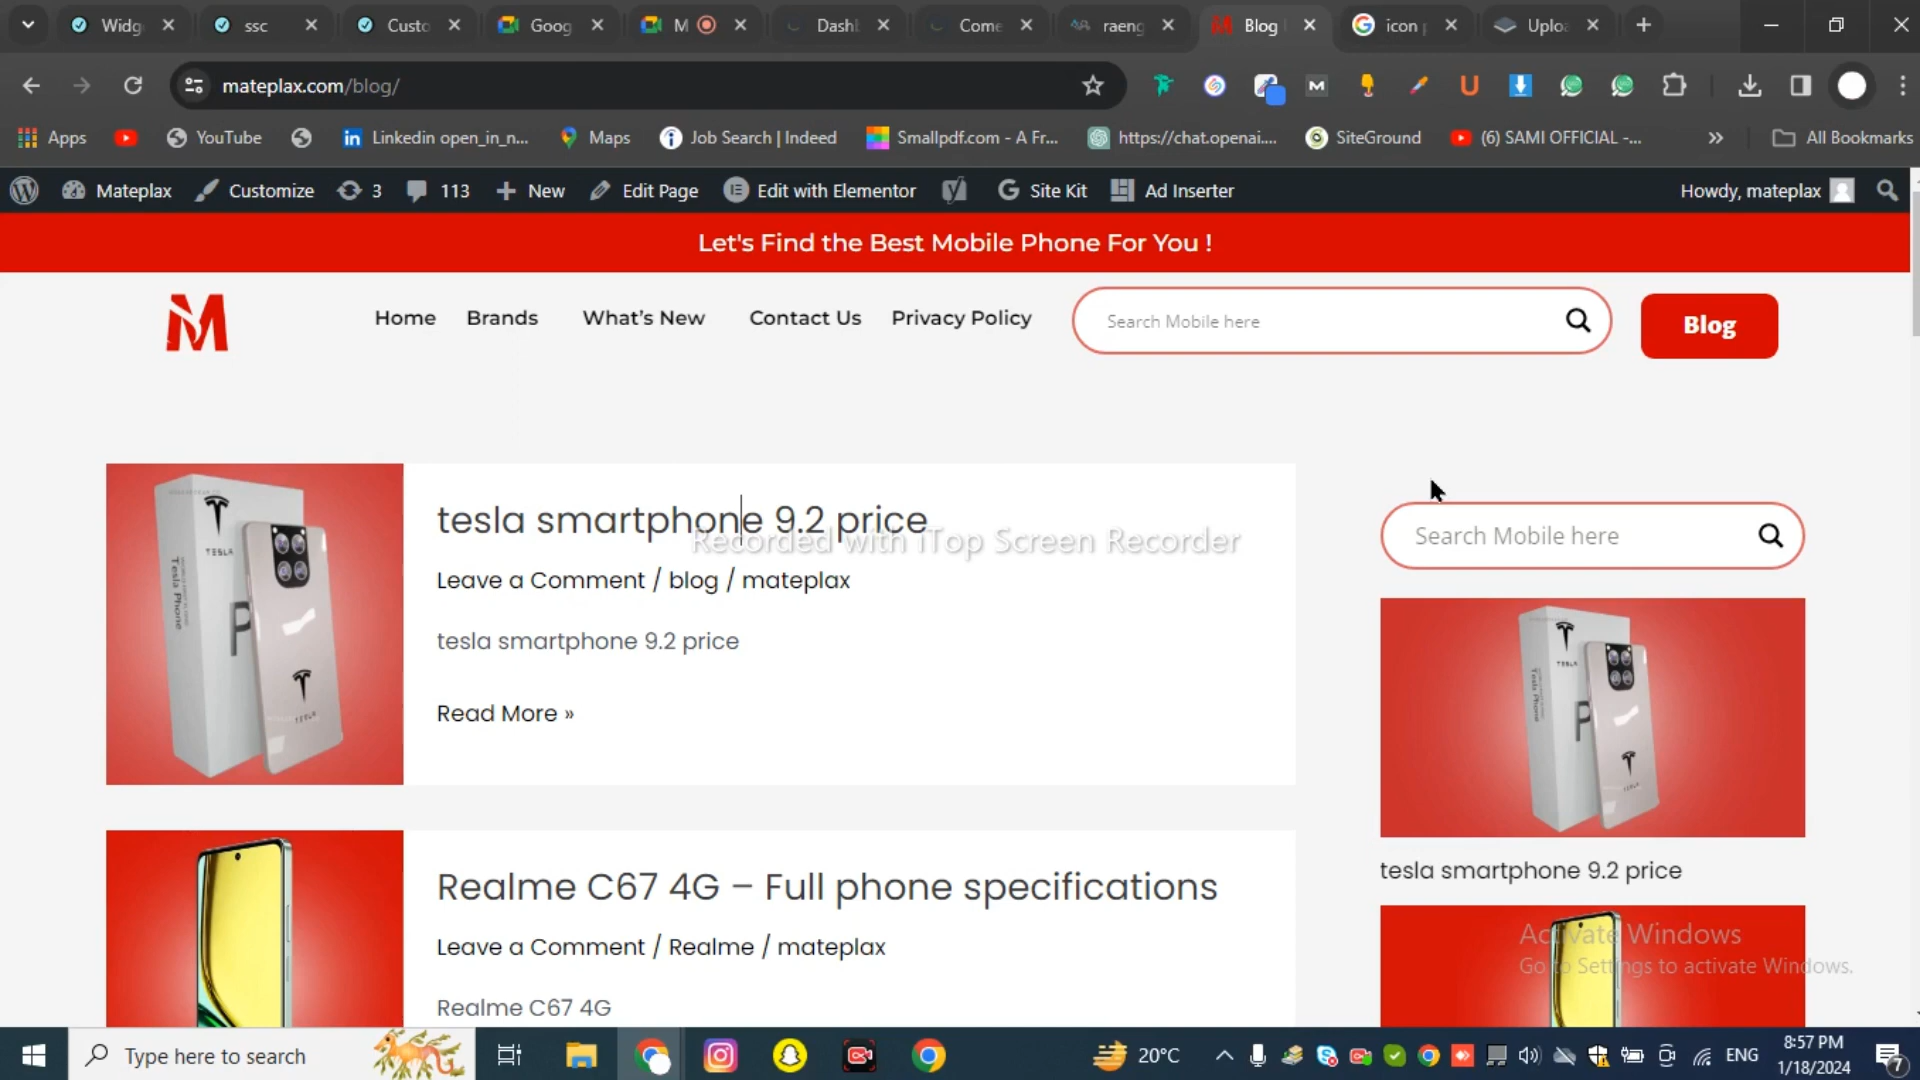 Widg
ssc
Custo
Goog
M
Dashl
Come
raeng
Blog
icon
Uploa
mateplax.com/blog/
Apps
YouTube
Linkedin open_in_n...
Maps
Job Search | Indeed
Smallpdf.com - A Fr...
https://chat.openai....
SiteGround
(6) SAMI OFFICIAL -...
»
All Bookmarks
Mateplax
Customize
3
113
New
Edit Page
Edit with Elementor
Site Kit
Ad Inserter
Howdy, mateplax
Let's Find the Best Mobile Phone For You !
M
Home
Brands
What's New
Contact Us
Privacy Policy
Search Mobile here
Blog
tesla smartphone 9.2 price
Recorded with iTop Screen Recorder
Leave a Comment / blog / mateplax
tesla smartphone 9.2 price
Read More »
TESLA
Tesla Phone
P
Search Mobile here
TESLA
P
tesla smartphone 9.2 price
Realme C67 4G – Full phone specifications
Leave a Comment / Realme / mateplax
Realme C67 4G
Activate Windows
Go to Settings to activate Windows.
Type here to search
20°C
ENG
8:57 PM
1/18/2024
7